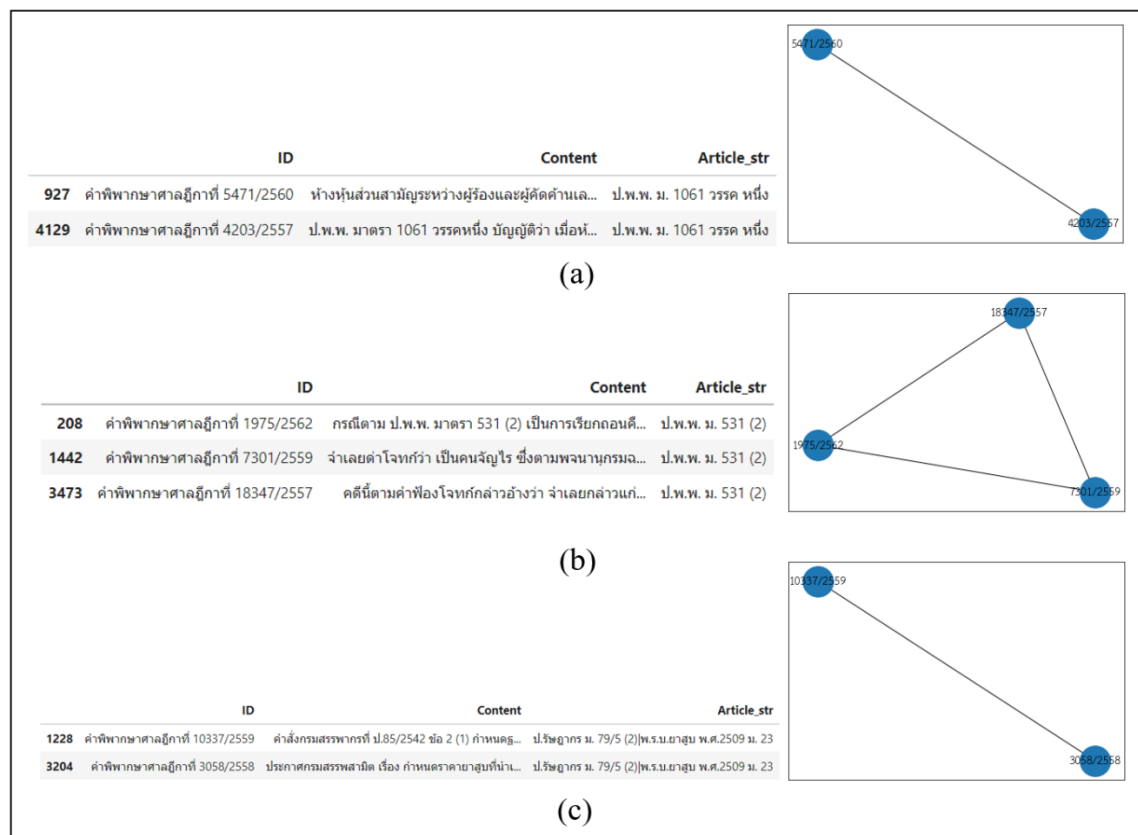 5471/2560
ID Content Article_str
927 คำพิพากษาศาลฎีกาที่ 5471/2560 ห้างหุ้นส่วนสามัญระหว่างผู้ร้องและผู้คัดค้านเล... ป.พ.พ. ม. 1061 วรรค หนึ่ง
4129 คำพิพากษาศาลฎีกาที่ 4203/2557 ป.พ.พ. มาตรา 1061 วรรคหนึ่ง บัญญัติว่า เมื่อห้... ป.พ.พ. ม. 1061 วรรค หนึ่ง
4203/2557
(a)
18347/2557
ID Content Article_str
208 คำพิพากษาศาลฎีกาที่ 1975/2562 กรณีตาม ป.พ.พ. มาตรา 531 (2) เป็นการเรียกถอนคื... ป.พ.พ. ม. 531 (2)
1442 คำพิพากษาศาลฎีกาที่ 7301/2559 จำเลยด่าโจทก์ว่า เป็นคนจัญไร ซึ่งตามพจนานุกรมฉ... ป.พ.พ. ม. 531 (2)
3473 คำพิพากษาศาลฎีกาที่ 18347/2557 คดีนี้ตามคำฟ้องโจทก์กล่าวอ้างว่า จำเลยกล่าวแก่... ป.พ.พ. ม. 531 (2)
1975/2562
7301/2559
(b)
10337/2559
ID Content Article_str
1228 คำพิพากษาศาลฎีกาที่ 10337/2559 คำสั่งกรมสรรพากรที่ ป.85/2542 ข้อ 2 (1) กำหนดฐ... ป.รัษฎากร ม. 79/5 (2)|พ.ร.บ.ยาสูบ พ.ศ.2509 ม. 23
3204 คำพิพากษาศาลฎีกาที่ 3058/2558 ประกาศกรมสรรพสามิต เรื่อง กำหนดราคายาสูบที่นำเ... ป.รัษฎากร ม. 79/5 (2)|พ.ร.บ.ยาสูบ พ.ศ.2509 ม. 23
3058/2558
(c)